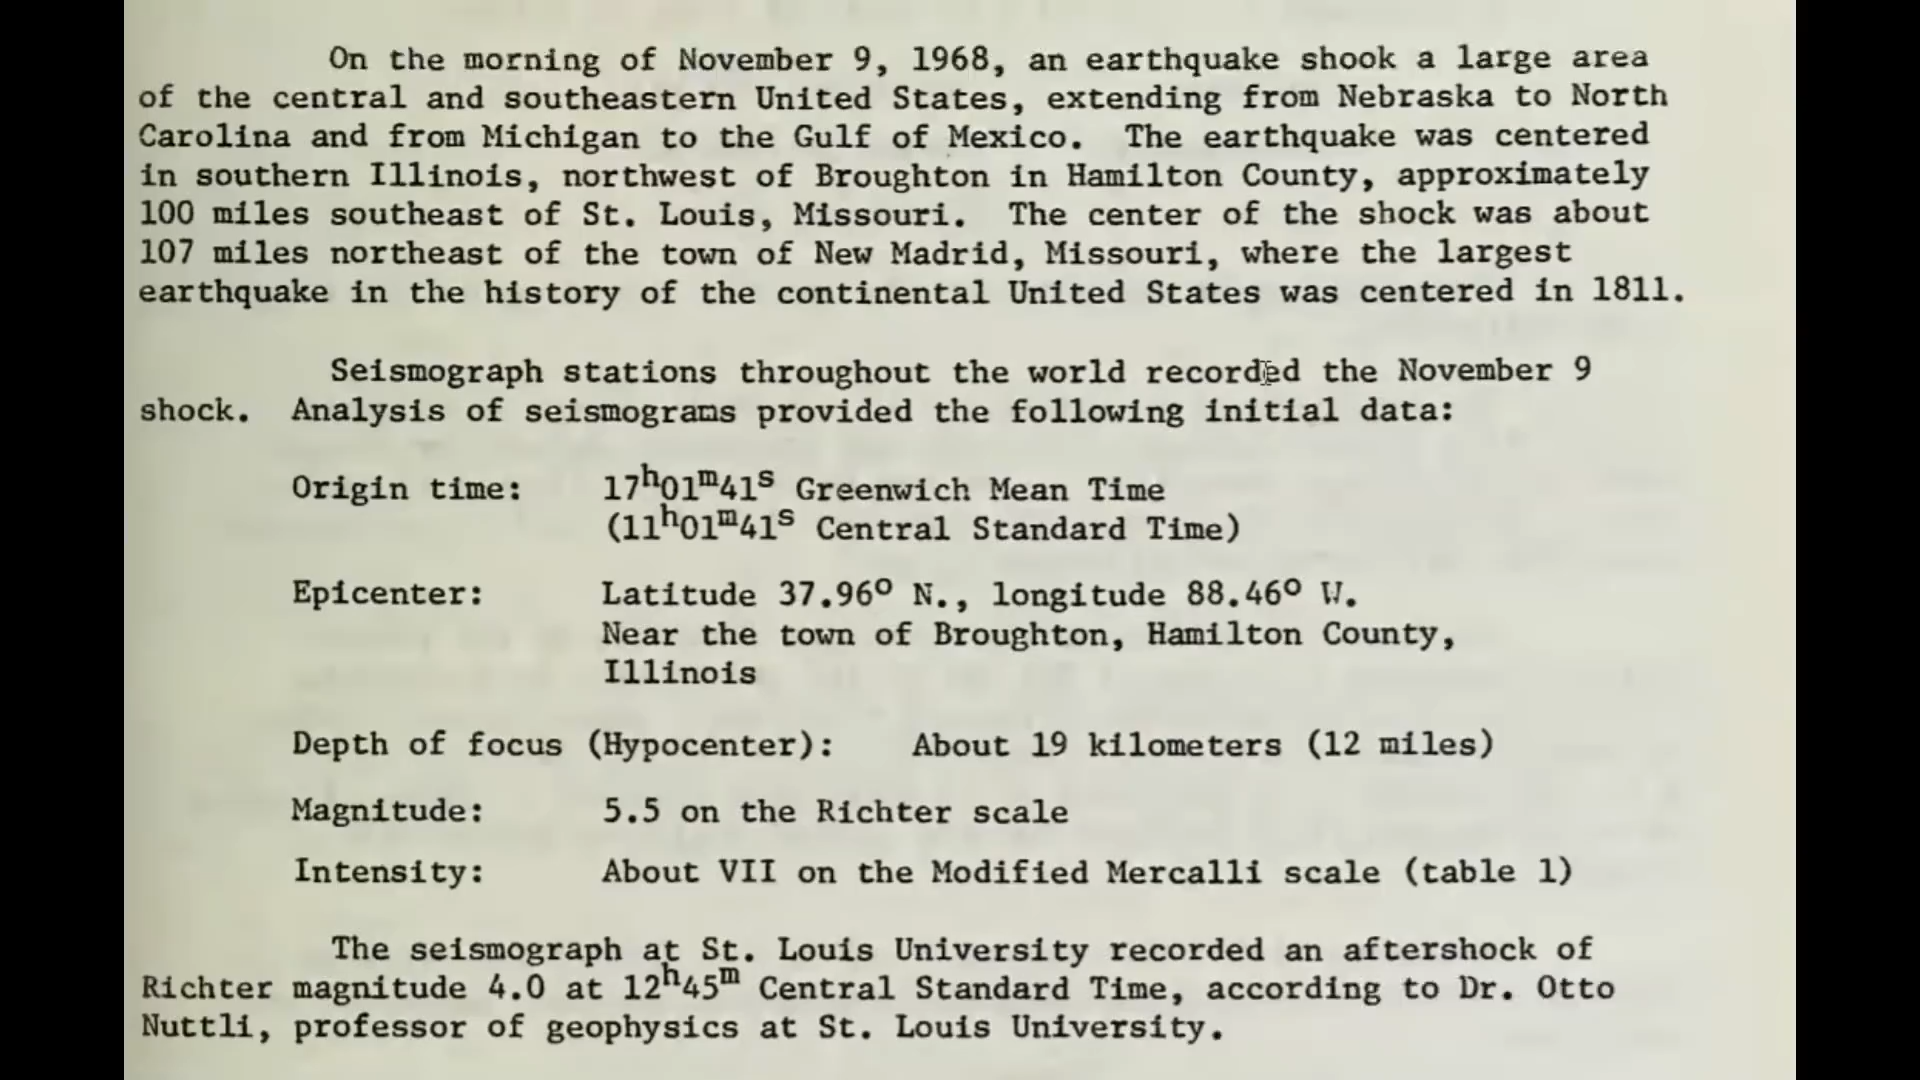 On the morning of November 9, 1968, an earthquake shook a large area
of the central and southeastern United States, extending from Nebraska to North
Carolina and from Michigan to the Gulf of Mexico. The earthquake was centered
in southern Illinois, northwest of Broughton in Hamilton County, approximately
100 miles southeast of St. Louis, Missouri. The center of the shock was about
107 miles northeast of the town of New Madrid, Missouri, where the largest
earthquake in the history of the continental United States was centered in 1811.
Seismograph stations throughout the world recorded the November 9
shock. Analysis of seismograms provided the following initial data:
Origin time: 17ʰ01ᵐ41ˢ Greenwich Mean Time
(11ʰ01ᵐ41ˢ Central Standard Time)
Epicenter: Latitude 37.96° N., longitude 88.46° W.
Near the town of Broughton, Hamilton County,
Illinois
Depth of focus (Hypocenter): About 19 kilometers (12 miles)
Magnitude: 5.5 on the Richter scale
Intensity: About VII on the Modified Mercalli scale (table 1)
The seismograph at St. Louis University recorded an aftershock of
Richter magnitude 4.0 at 12ʰ45ᵐ Central Standard Time, according to Dr. Otto
Nuttli, professor of geophysics at St. Louis University.